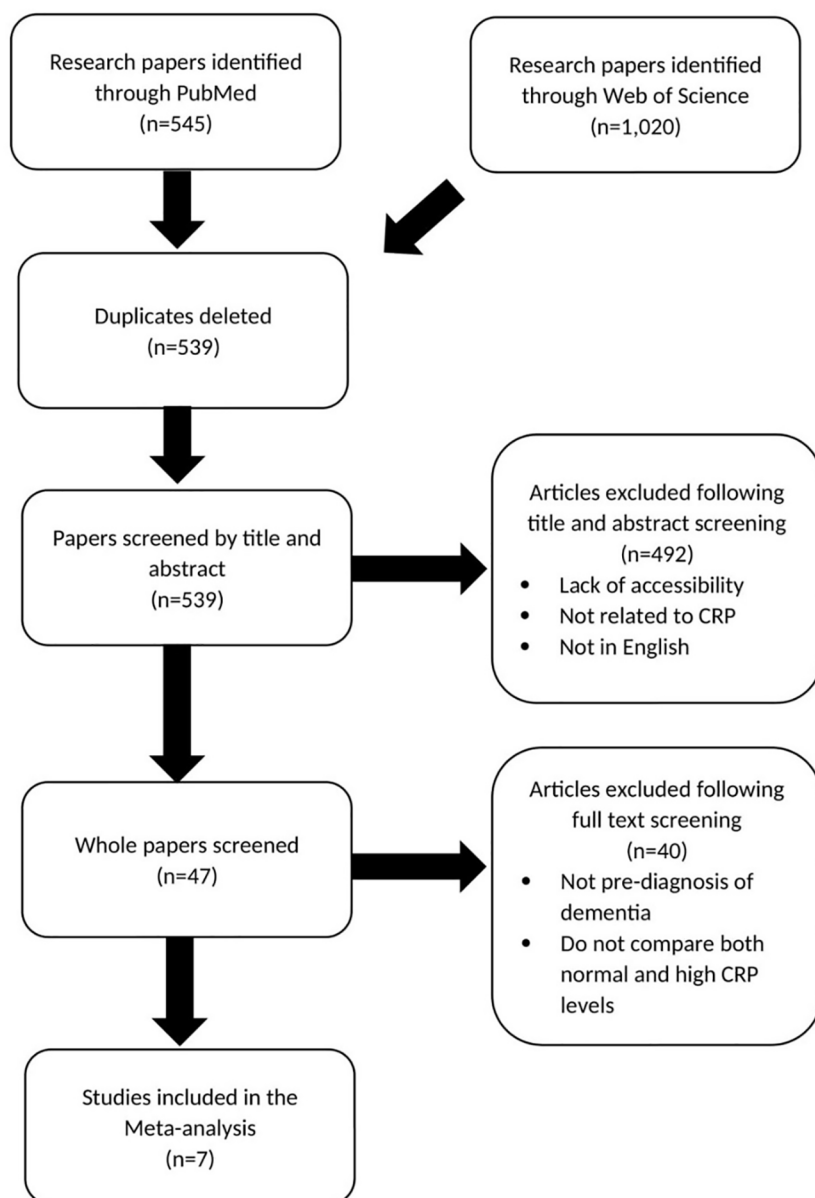 Research papers identified
through PubMed
(n=545)
Research papers identified
through Web of Science
(n=1,020)
Duplicates deleted
(n=539)
Papers screened by title and
abstract
(n=539)
Articles excluded following
title and abstract screening
(n=492)
• Lack of accessibility
• Not related to CRP
• Not in English
Whole papers screened
(n=47)
Articles excluded following
full text screening
(n=40)
• Not pre-diagnosis of
dementia
• Do not compare both
normal and high CRP
levels
Studies included in the
Meta-analysis
(n=7)